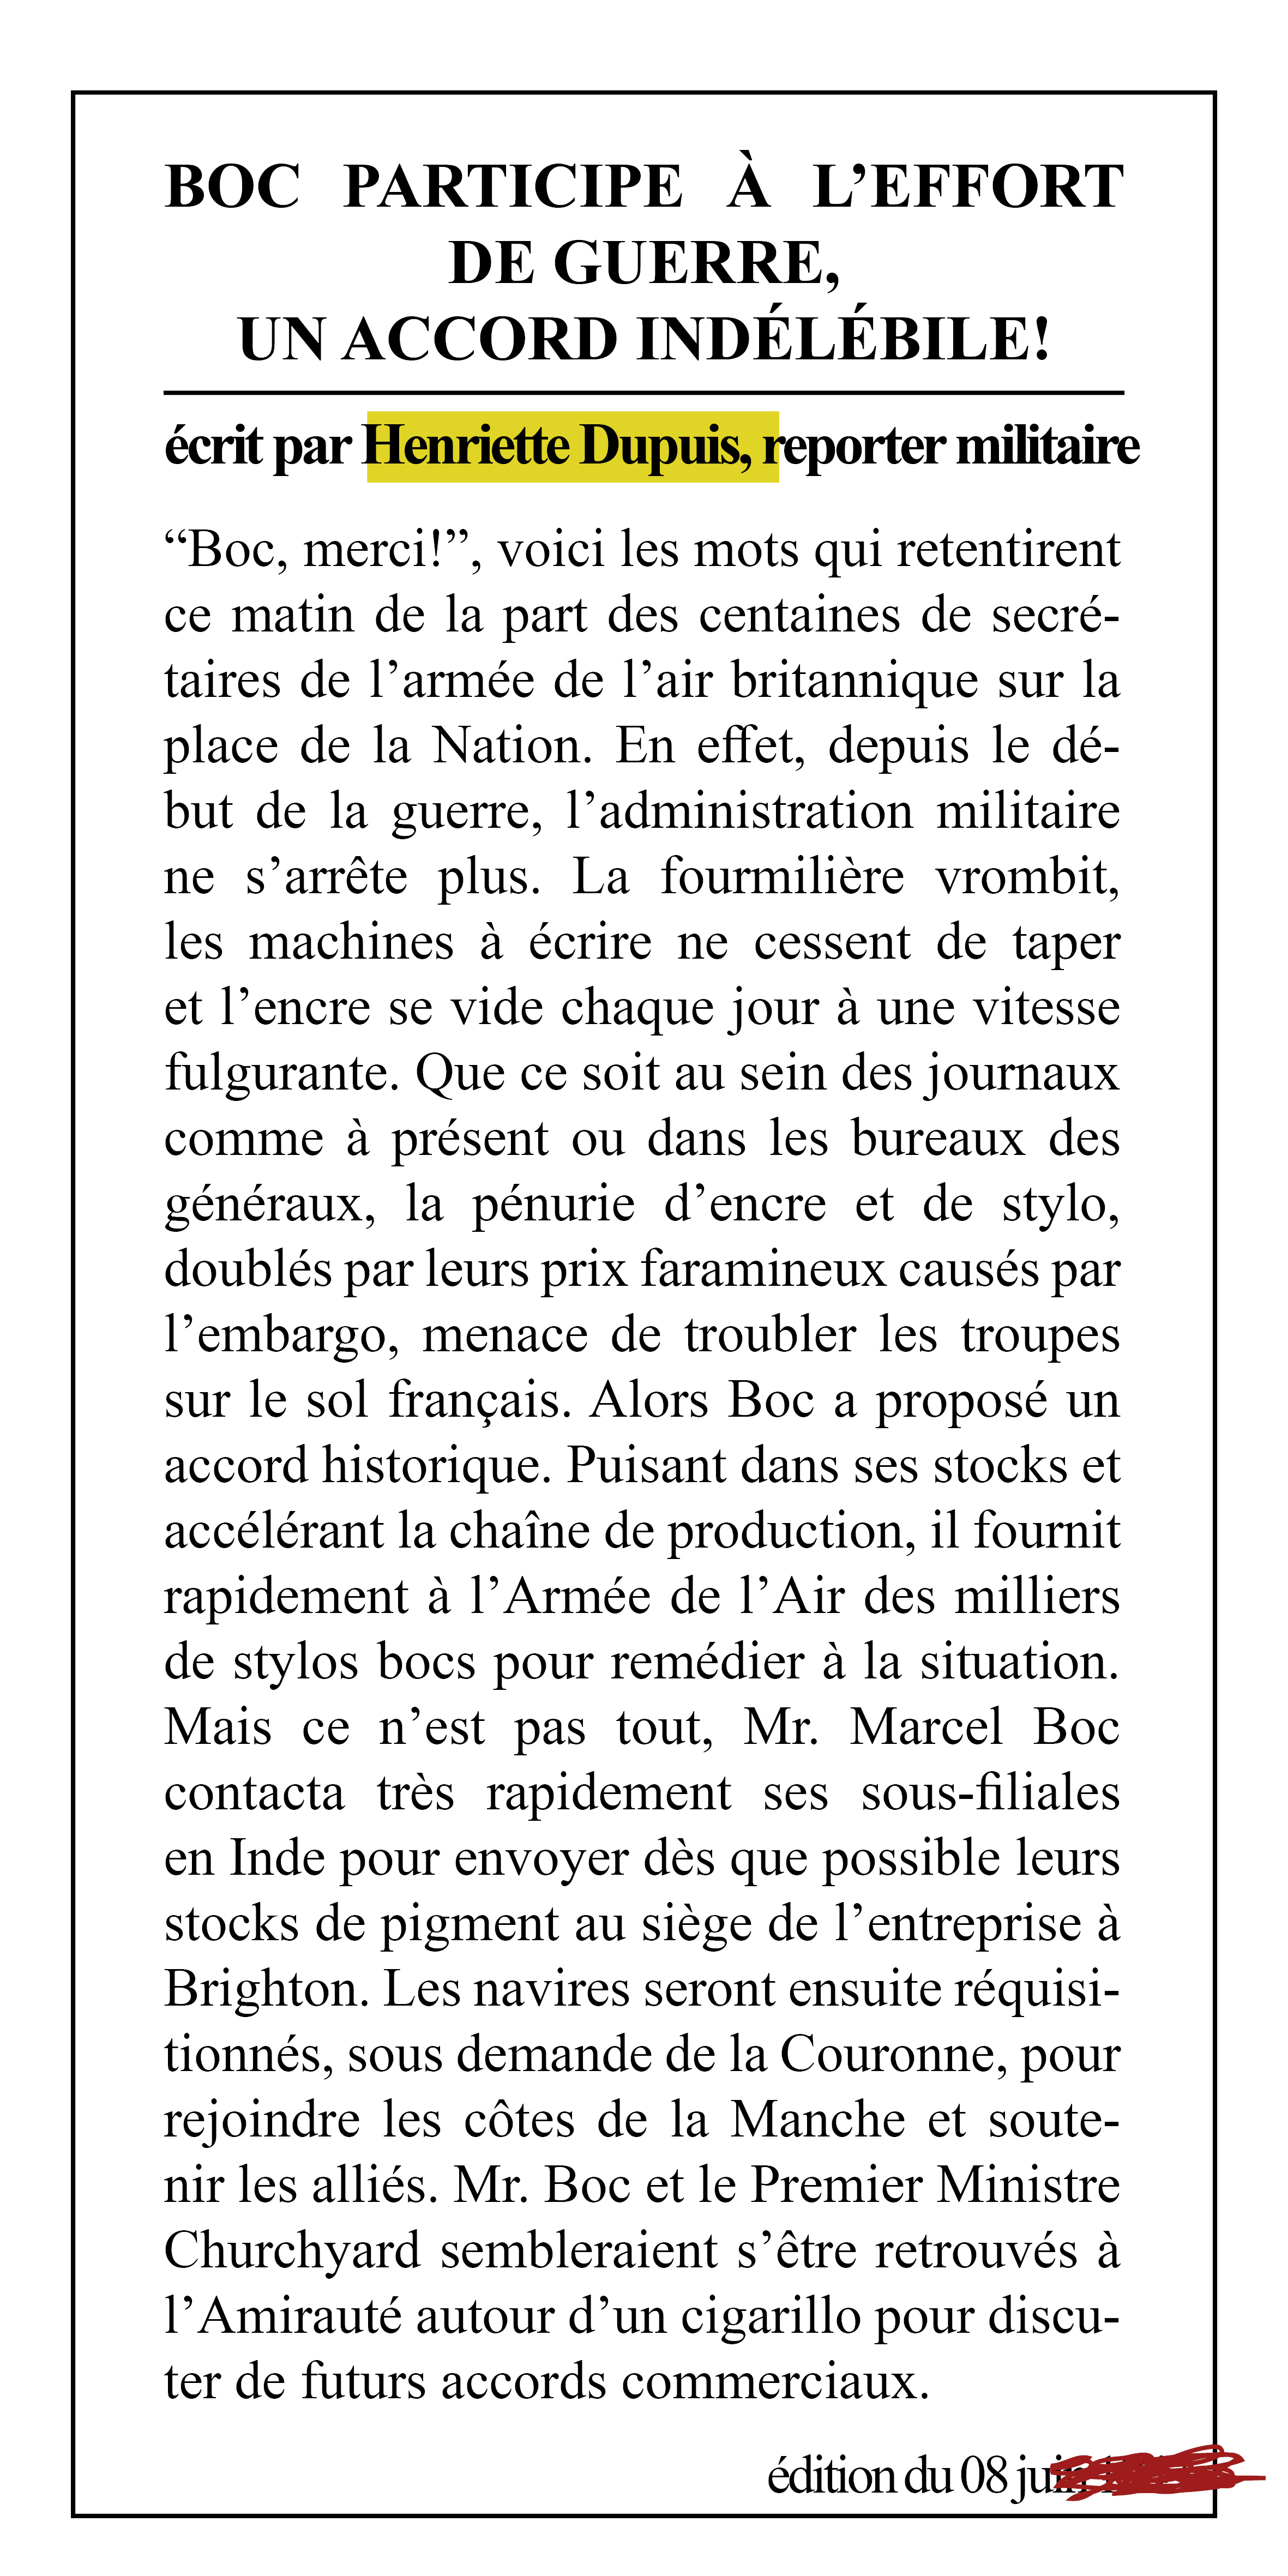 BOC PARTICIPE À L’EFFORT
DE GUERRE,
UN ACCORD INDÉLÉBILE!
écrit par Henriette Dupuis, reporter militaire
“Boc, merci!”, voici les mots qui retentirent
ce matin de la part des centaines de secré-
taires de l’armée de l’air britannique sur la
place de la Nation. En effet, depuis le dé-
but de la guerre, l’administration militaire
ne s’arrête plus. La fourmilière vrombit,
les machines à écrire ne cessent de taper
et l’encre se vide chaque jour à une vitesse
fulgurante. Que ce soit au sein des journaux
comme à présent ou dans les bureaux des
généraux, la pénurie d’encre et de stylo,
doublés par leurs prix faramineux causés par
l’embargo, menace de troubler les troupes
sur le sol français. Alors Boc a proposé un
accord historique. Puisant dans ses stocks et
accélérant la chaîne de production, il fournit
rapidement à l’Armée de l’Air des milliers
de stylos bocs pour remédier à la situation.
Mais ce n’est pas tout, Mr. Marcel Boc
contacta très rapidement ses sous-filiales
en Inde pour envoyer dès que possible leurs
stocks de pigment au siège de l’entreprise à
Brighton. Les navires seront ensuite réquisi-
tionnés, sous demande de la Couronne, pour
rejoindre les côtes de la Manche et soute-
nir les alliés. Mr. Boc et le Premier Ministre
Churchyard sembleraient s’être retrouvés à
l’Amirauté autour d’un cigarillo pour discu-
ter de futurs accords commerciaux.
édition du 08 juin